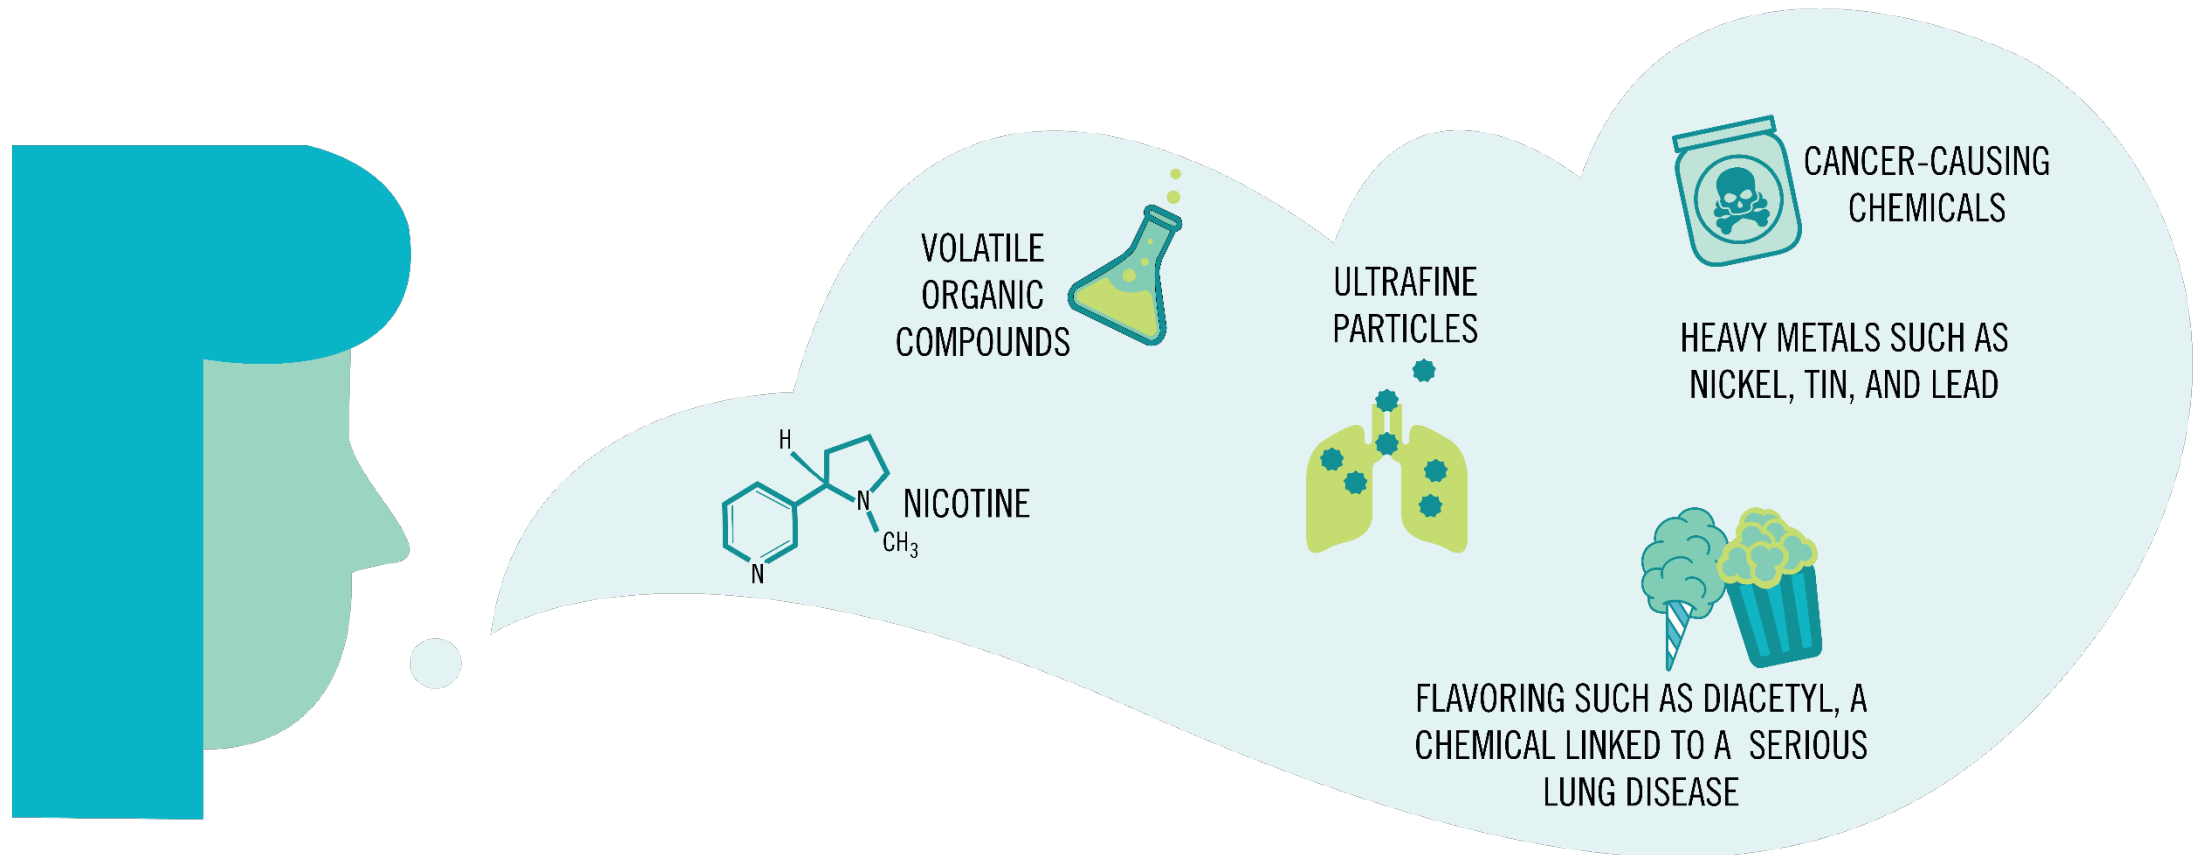 VOLATILE
ORGANIC
COMPOUNDS
H
N
CH₃
N
NICOTINE
ULTRAFINE
PARTICLES
CANCER-CAUSING
CHEMICALS
HEAVY METALS SUCH AS
NICKEL, TIN, AND LEAD
FLAVORING SUCH AS DIACETYL, A
CHEMICAL LINKED TO A SERIOUS
LUNG DISEASE